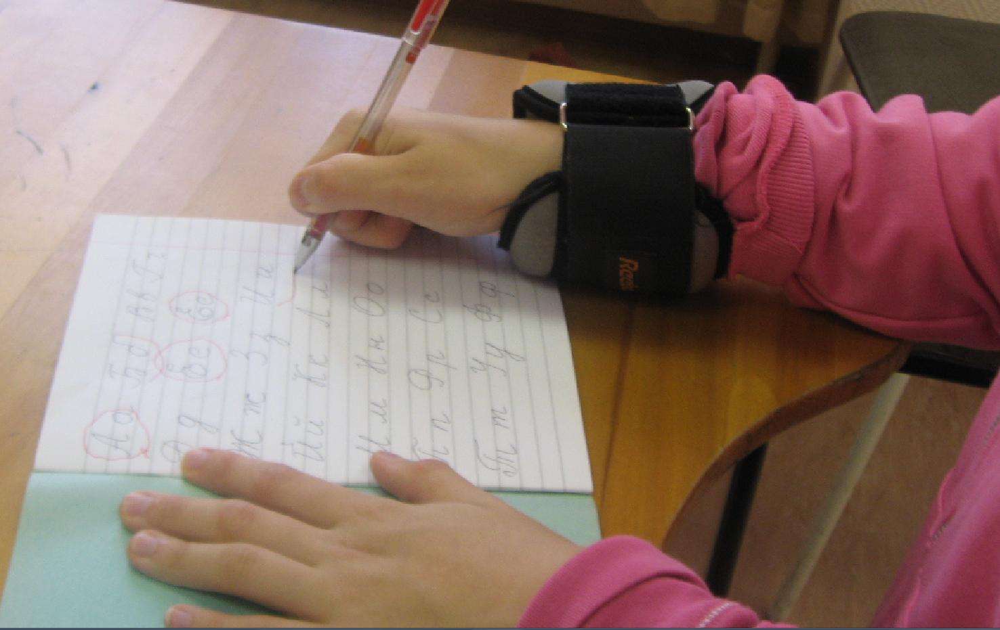 Аа Бб Вв Гг
Дд Ее Ёё
Жж Зз Ии
Йй Кк Лл
Мм Нн Оо
Пп Рр Сс
Тт Уу Фф